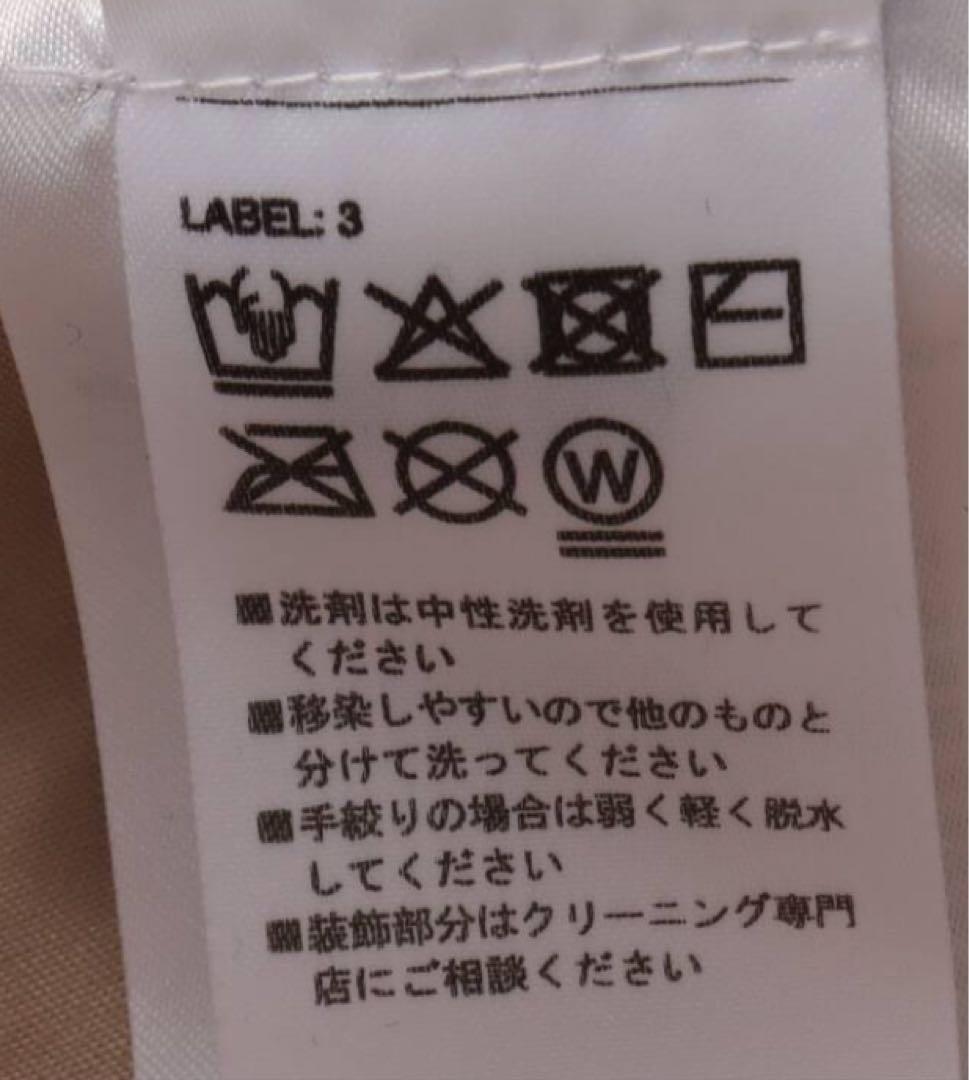 LABEL: 3
W
■洗剤は中性洗剤を使用して
ください
■移染しやすいので他のものと
分けて洗ってください
■手絞りの場合は弱く軽く脱水
してください
■装飾部分はクリーニング専門
店にご相談ください